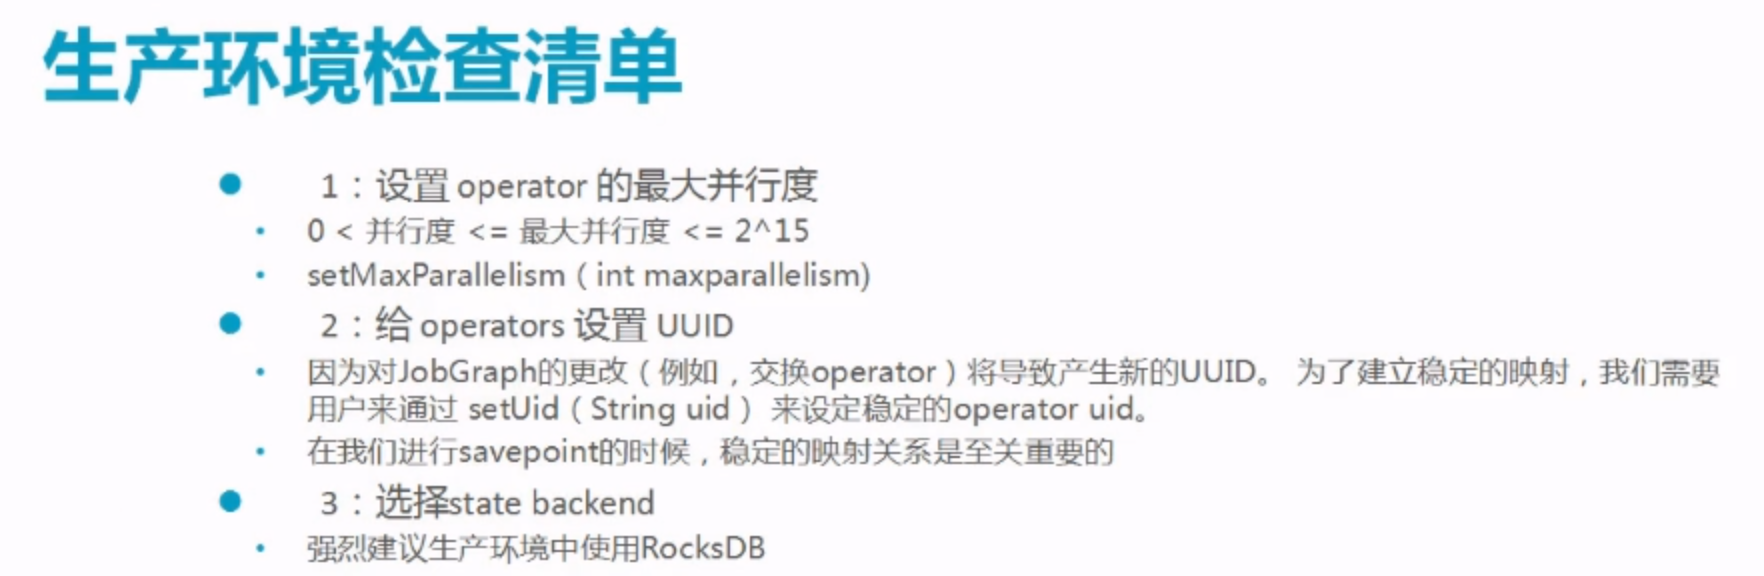 生产环境检查清单
1：设置 operator 的最大并行度
0 < 并行度 <= 最大并行度 <= 2^15
setMaxParallelism（int maxparallelism)
2：给 operators 设置 UUID
因为对JobGraph的更改（例如，交换operator）将导致产生新的UUID。 为了建立稳定的映射，我们需要
用户来通过 setUid（String uid） 来设定稳定的operator uid。
在我们进行savepoint的时候，稳定的映射关系是至关重要的
3：选择state backend
强烈建议生产环境中使用RocksDB